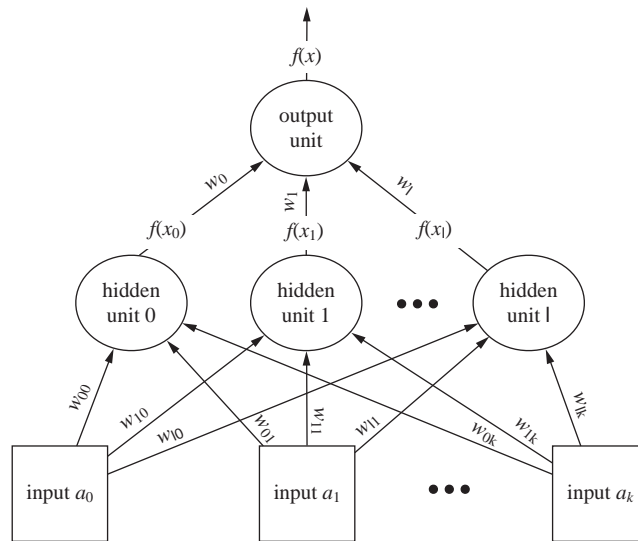 f(x)
output
unit
w₀
w₁
wₗ
f(x₀)
f(x₁)
f(xₗ)
hidden
unit 0
hidden
unit 1
hidden
unit l
w₀₀
w₁₀
wₗ₀
w₀₁
w₁₁
wₗ₁
w₀ₖ
w₁ₖ
wₗₖ
input a₀
input a₁
input aₖ